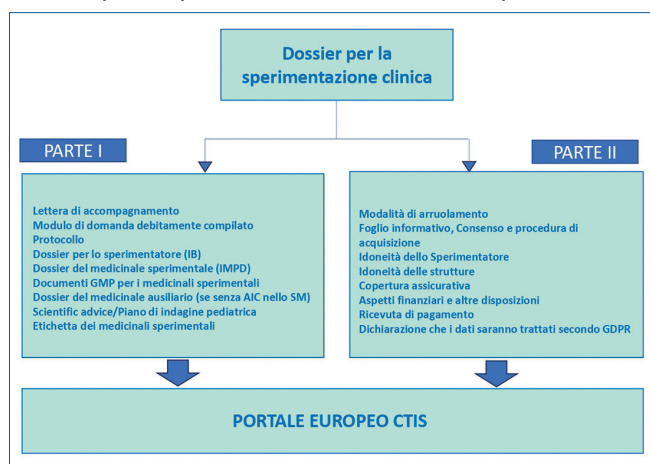 Dossier per la
sperimentazione clinica
PARTE I
PARTE II
Lettera di accompagnamento
Modulo di domanda debitamente compilato
Protocollo
Dossier per lo sperimentatore (IB)
Dossier del medicinale sperimentale (IMPD)
Documenti GMP per i medicinali sperimentali
Dossier del medicinale ausiliario (se senza AIC nello SM)
Scientific advice/Piano di indagine pediatrica
Etichetta dei medicinali sperimentali
Modalità di arruolamento
Foglio informativo, Consenso e procedura di
acquisizione
Idoneità dello Sperimentatore
Idoneità delle strutture
Copertura assicurativa
Aspetti finanziari e altre disposizioni
Ricevuta di pagamento
Dichiarazione che i dati saranno trattati secondo GDPR
PORTALE EUROPEO CTIS